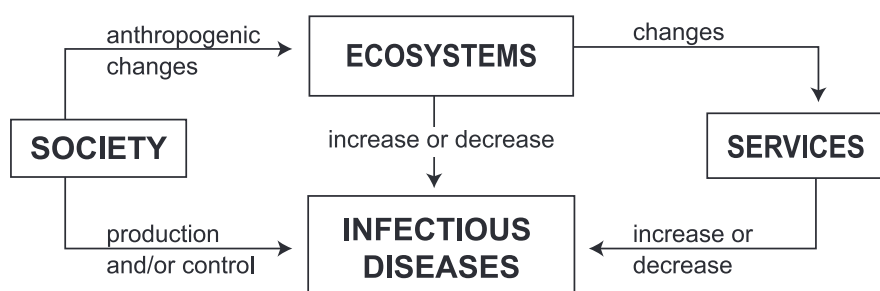 anthropogenic
changes
ECOSYSTEMS
changes
SOCIETY
increase or decrease
SERVICES
production
and/or control
INFECTIOUS
DISEASES
increase or
decrease